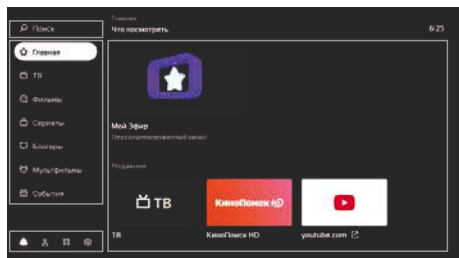 Поиск
Главная
ТВ
Фильмы
Сериалы
Блогеры
Мультфильмы
События
Главная
Что посмотреть
6:25
Мой Эфир
Персонализированный канал
Недавние
ТВ
КиноПоиск HD
ТВ
КиноПоиск HD
youtube.com